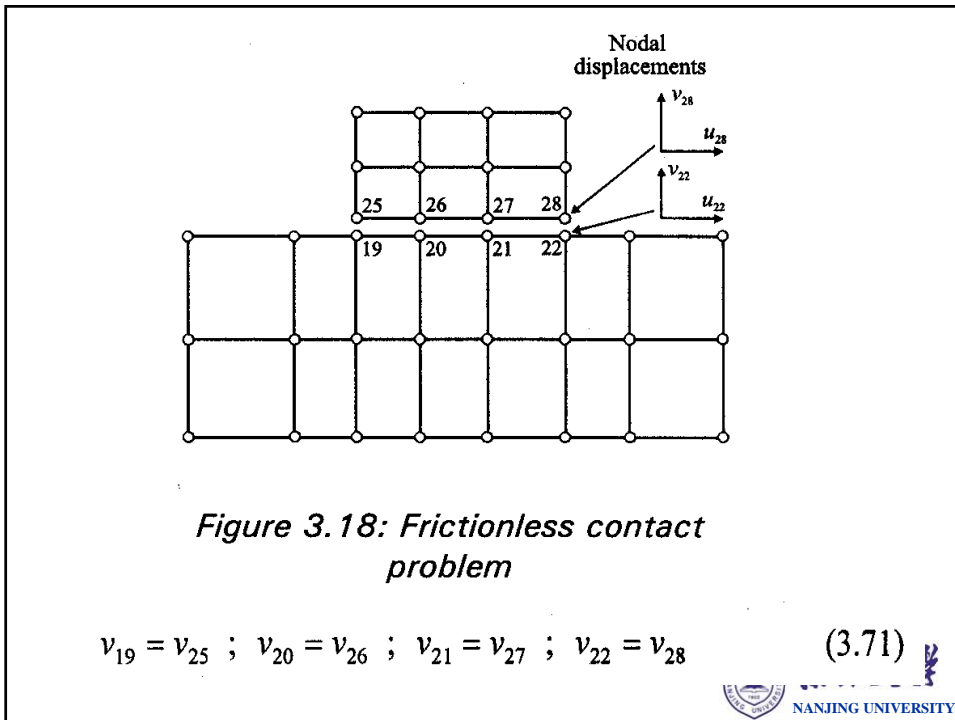 Nodal
displacements
v₂₈
u₂₈
v₂₂
u₂₂
25 26 27 28
19 20 21 22
Figure 3.18: Frictionless contact
problem
v₁₉ = v₂₅ ; v₂₀ = v₂₆ ; v₂₁ = v₂₇ ; v₂₂ = v₂₈ (3.71)
NANJING UNIVERSITY